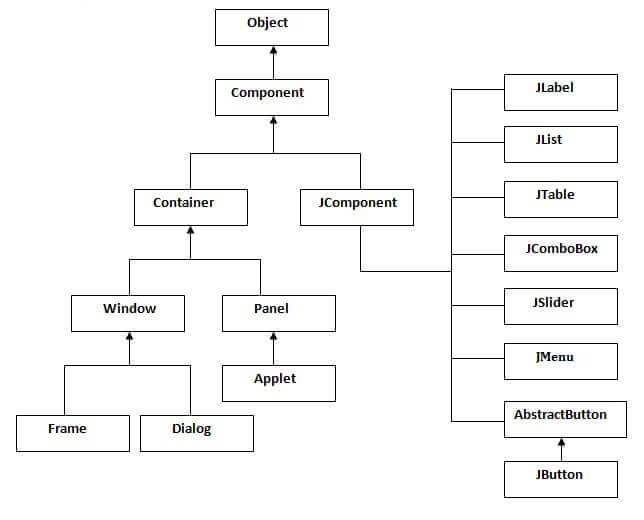 Object
Component
Container
JComponent
Window
Panel
Applet
Frame
Dialog
JLabel
JList
JTable
JComboBox
JSlider
JMenu
AbstractButton
JButton